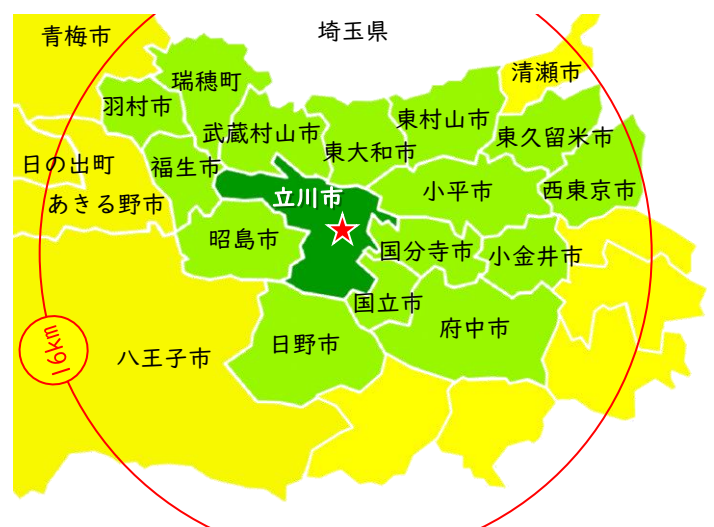 埼玉県
青梅市
清瀬市
瑞穂町
羽村市
東村山市
武蔵村山市
東久留米市
東大和市
日の出町
福生市
小平市
西東京市
あきる野市
立川市
昭島市
国分寺市
小金井市
国立市
府中市
日野市
八王子市
16km